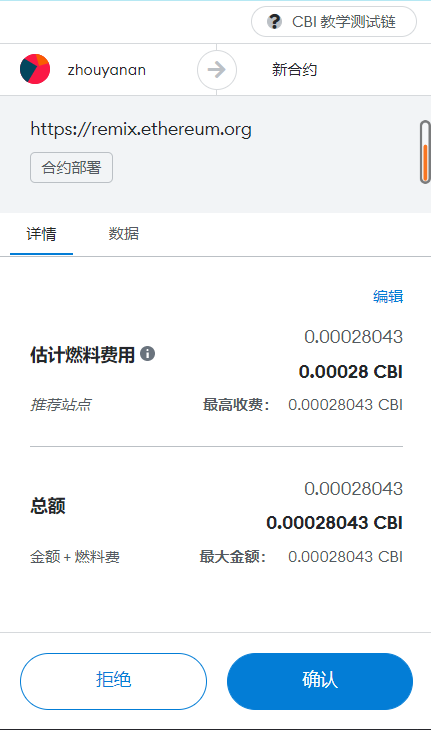 ? CBI 教学测试链
zhouyanan
新合约
https://remix.ethereum.org
合约部署
详情 数据
编辑
0.00028043
估计燃料费用
0.00028 CBI
推荐站点 最高收费： 0.00028043 CBI
0.00028043
总额
0.00028043 CBI
金额 + 燃料费 最大金额： 0.00028043 CBI
拒绝 确认